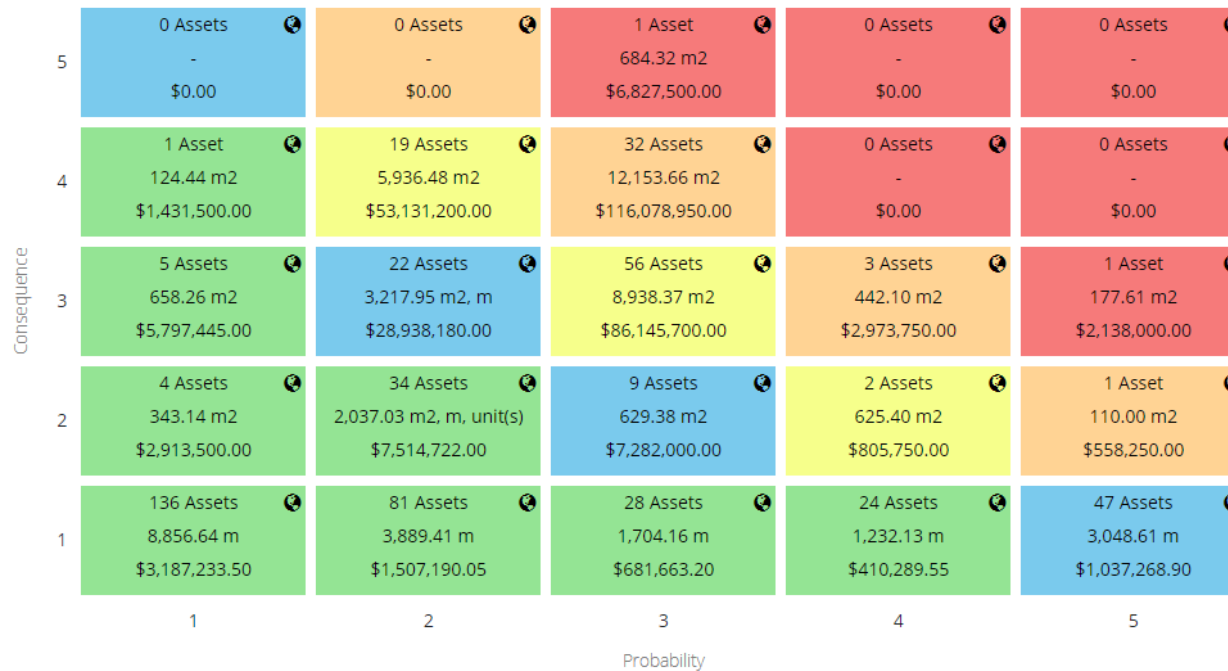 0 Assets
-
$0.00
0 Assets
-
$0.00
1 Asset
684.32 m2
$6,827,500.00
0 Assets
-
$0.00
0 Assets
-
$0.00
5
1 Asset
124.44 m2
$1,431,500.00
19 Assets
5,936.48 m2
$53,131,200.00
32 Assets
12,153.66 m2
$116,078,950.00
0 Assets
-
$0.00
0 Assets
-
$0.00
4
Consequence
5 Assets
658.26 m2
$5,797,445.00
22 Assets
3,217.95 m2, m
$28,938,180.00
56 Assets
8,938.37 m2
$86,145,700.00
3 Assets
442.10 m2
$2,973,750.00
1 Asset
177.61 m2
$2,138,000.00
3
4 Assets
343.14 m2
$2,913,500.00
34 Assets
2,037.03 m2, m, unit(s)
$7,514,722.00
9 Assets
629.38 m2
$7,282,000.00
2 Assets
625.40 m2
$805,750.00
1 Asset
110.00 m2
$558,250.00
2
136 Assets
8,856.64 m
$3,187,233.50
81 Assets
3,889.41 m
$1,507,190.05
28 Assets
1,704.16 m
$681,663.20
24 Assets
1,232.13 m
$410,289.55
47 Assets
3,048.61 m
$1,037,268.90
1
1
2
3
4
5
Probability